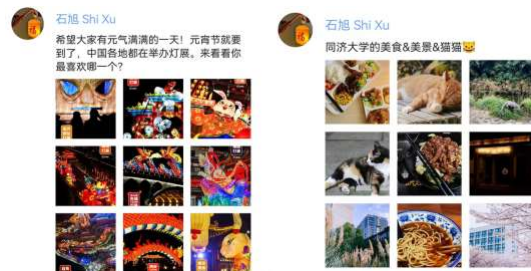 石旭 Shi Xu
希望大家有元气满满的一天！元宵节就要
到了，中国各地都在举办灯展。来看看你
最喜欢哪一个？
石旭 Shi Xu
同济大学的美食&美景&猫猫🐱